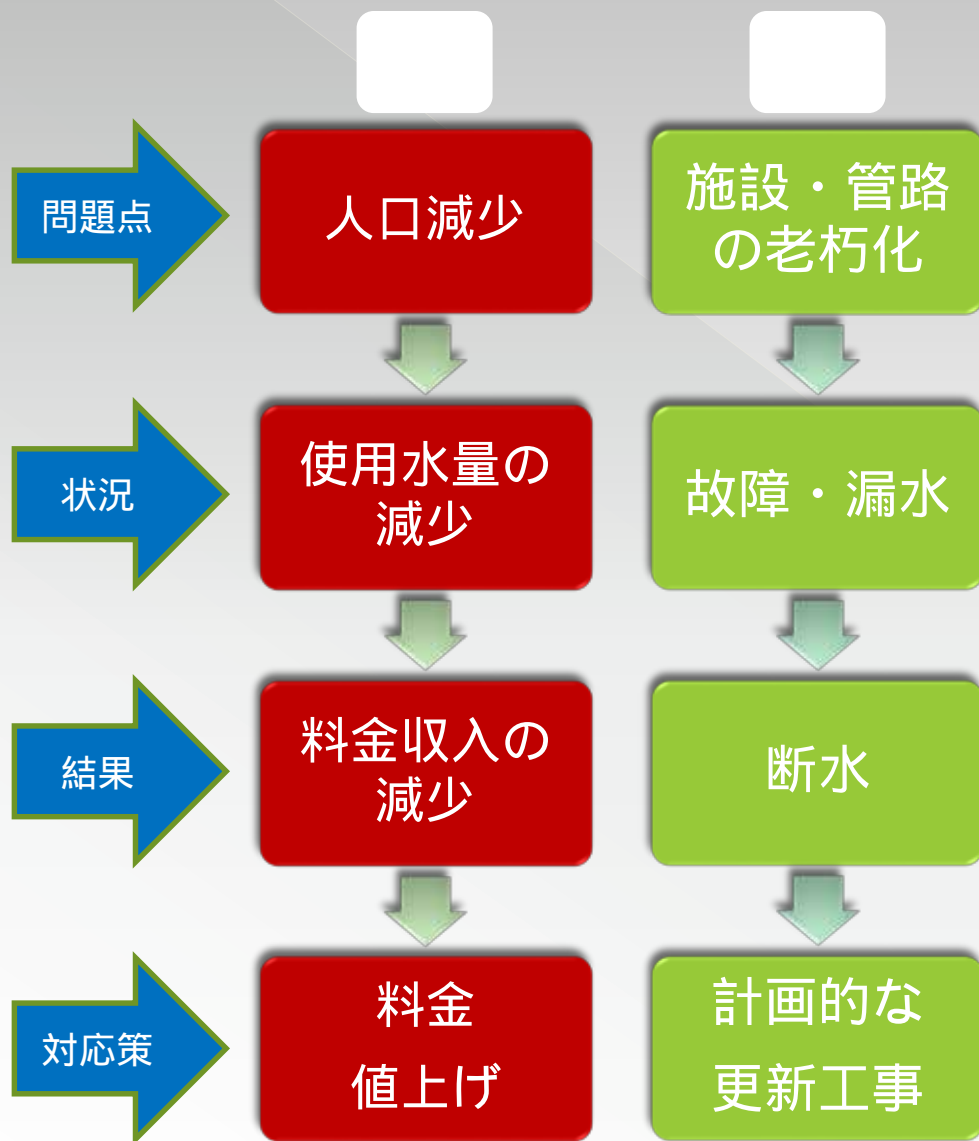 問題点
人口減少
施設・管路
の老朽化
状況
使用水量の
減少
故障・漏水
結果
料金収入の
減少
断水
対応策
料金
値上げ
計画的な
更新工事